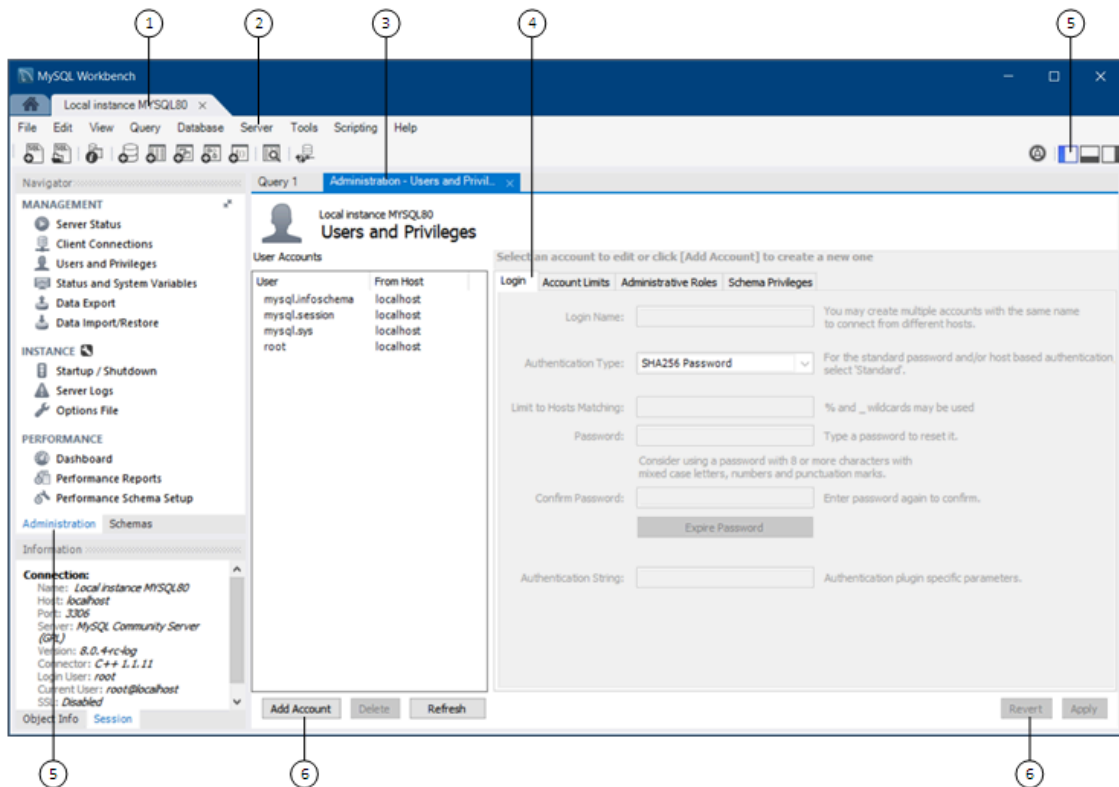 1 2 3 4 5
MySQL Workbench
Local instance MYSQL80
File Edit View Query Database Server Tools Scripting Help
Navigator
MANAGEMENT
Server Status
Client Connections
Users and Privileges
Status and System Variables
Data Export
Data Import/Restore
INSTANCE
Startup / Shutdown
Server Logs
Options File
PERFORMANCE
Dashboard
Performance Reports
Performance Schema Setup
Administration Schemas
Information
Connection:
Name: Local instance MYSQL80
Host: localhost
Port: 3306
Server: MySQL Community Server
(GPL)
Version: 8.0.4-rc-log
Connector: C++ 1.1.11
Login User: root
Current User: root@localhost
SSL: Disabled
Object Info Session
Query 1 Administration - Users and Privil..
Local instance MYSQL80
Users and Privileges
User Accounts
User From Host
mysql.infoschema localhost
mysql.session localhost
mysql.sys localhost
root localhost
Add Account Delete Refresh
Select an account to edit or click [Add Account] to create a new one
Login Account Limits Administrative Roles Schema Privileges
Login Name: You may create multiple accounts with the same name
to connect from different hosts.
Authentication Type: SHA256 Password For the standard password and/or host based authentication
select 'Standard'.
Limit to Hosts Matching: % and _ wildcards may be used
Password: Type a password to reset it.
Consider using a password with 8 or more characters with
mixed case letters, numbers and punctuation marks.
Confirm Password: Enter password again to confirm.
Expire Password
Authentication String: Authentication plugin specific parameters.
Revert Apply
5 6 6